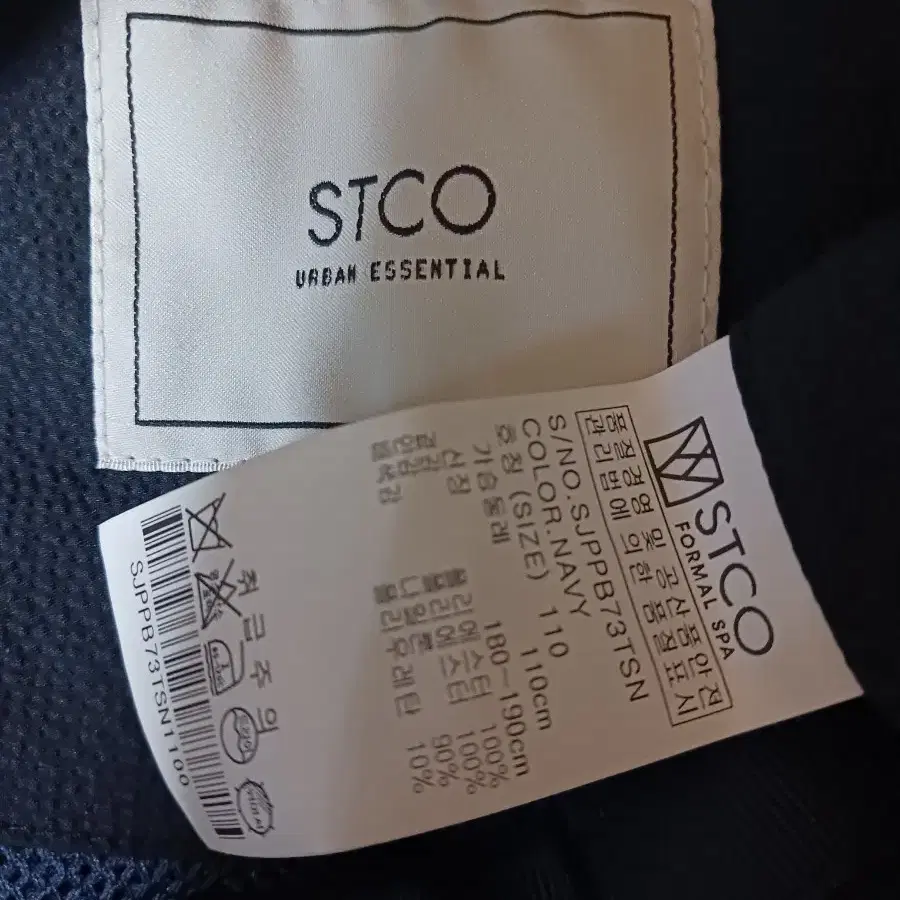 STCO
URBAN ESSENTIAL
STCO
FORMAL SPA
품질경영 및 공산품안전
관리법에 의한 품질표시
S/NO.SJPPB73TSN
COLOR.NAVY
호칭 (SIZE) 110
가슴둘레 110cm
신장 180-190cm
겉감 폴리에스터 100%
폴리에스터 100%
90%
폴리우레탄 10%
취급주의
SJPPB73TSN1100